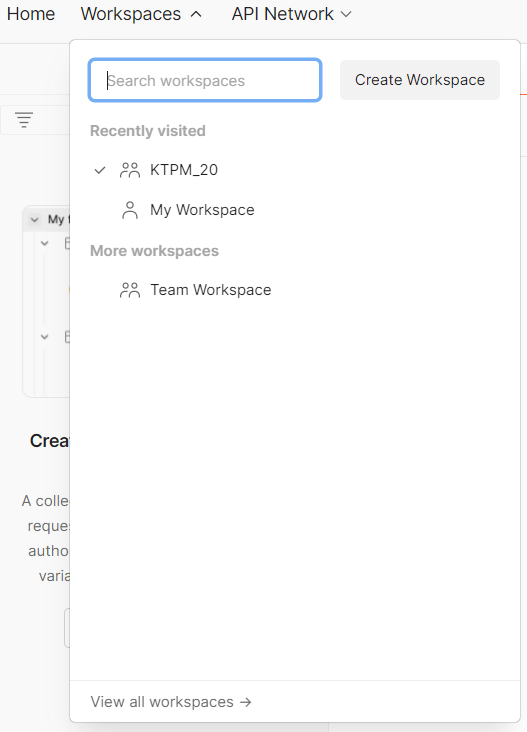 Home Workspaces API Network
Search workspaces
Create Workspace
Recently visited
KTPM_20
My Workspace
More workspaces
Team Workspace
View all workspaces →
My
Crea
A colle
reques
autho
varia